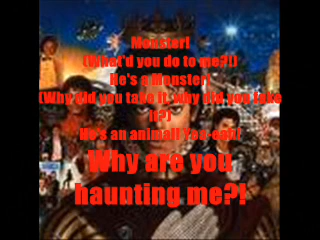 Monster!
(What'd you do to me?!)
He's a Monster!
(Why did you take it, why did you take
it?)
He's an animal! You-ooh!
Why are you
haunting me?!